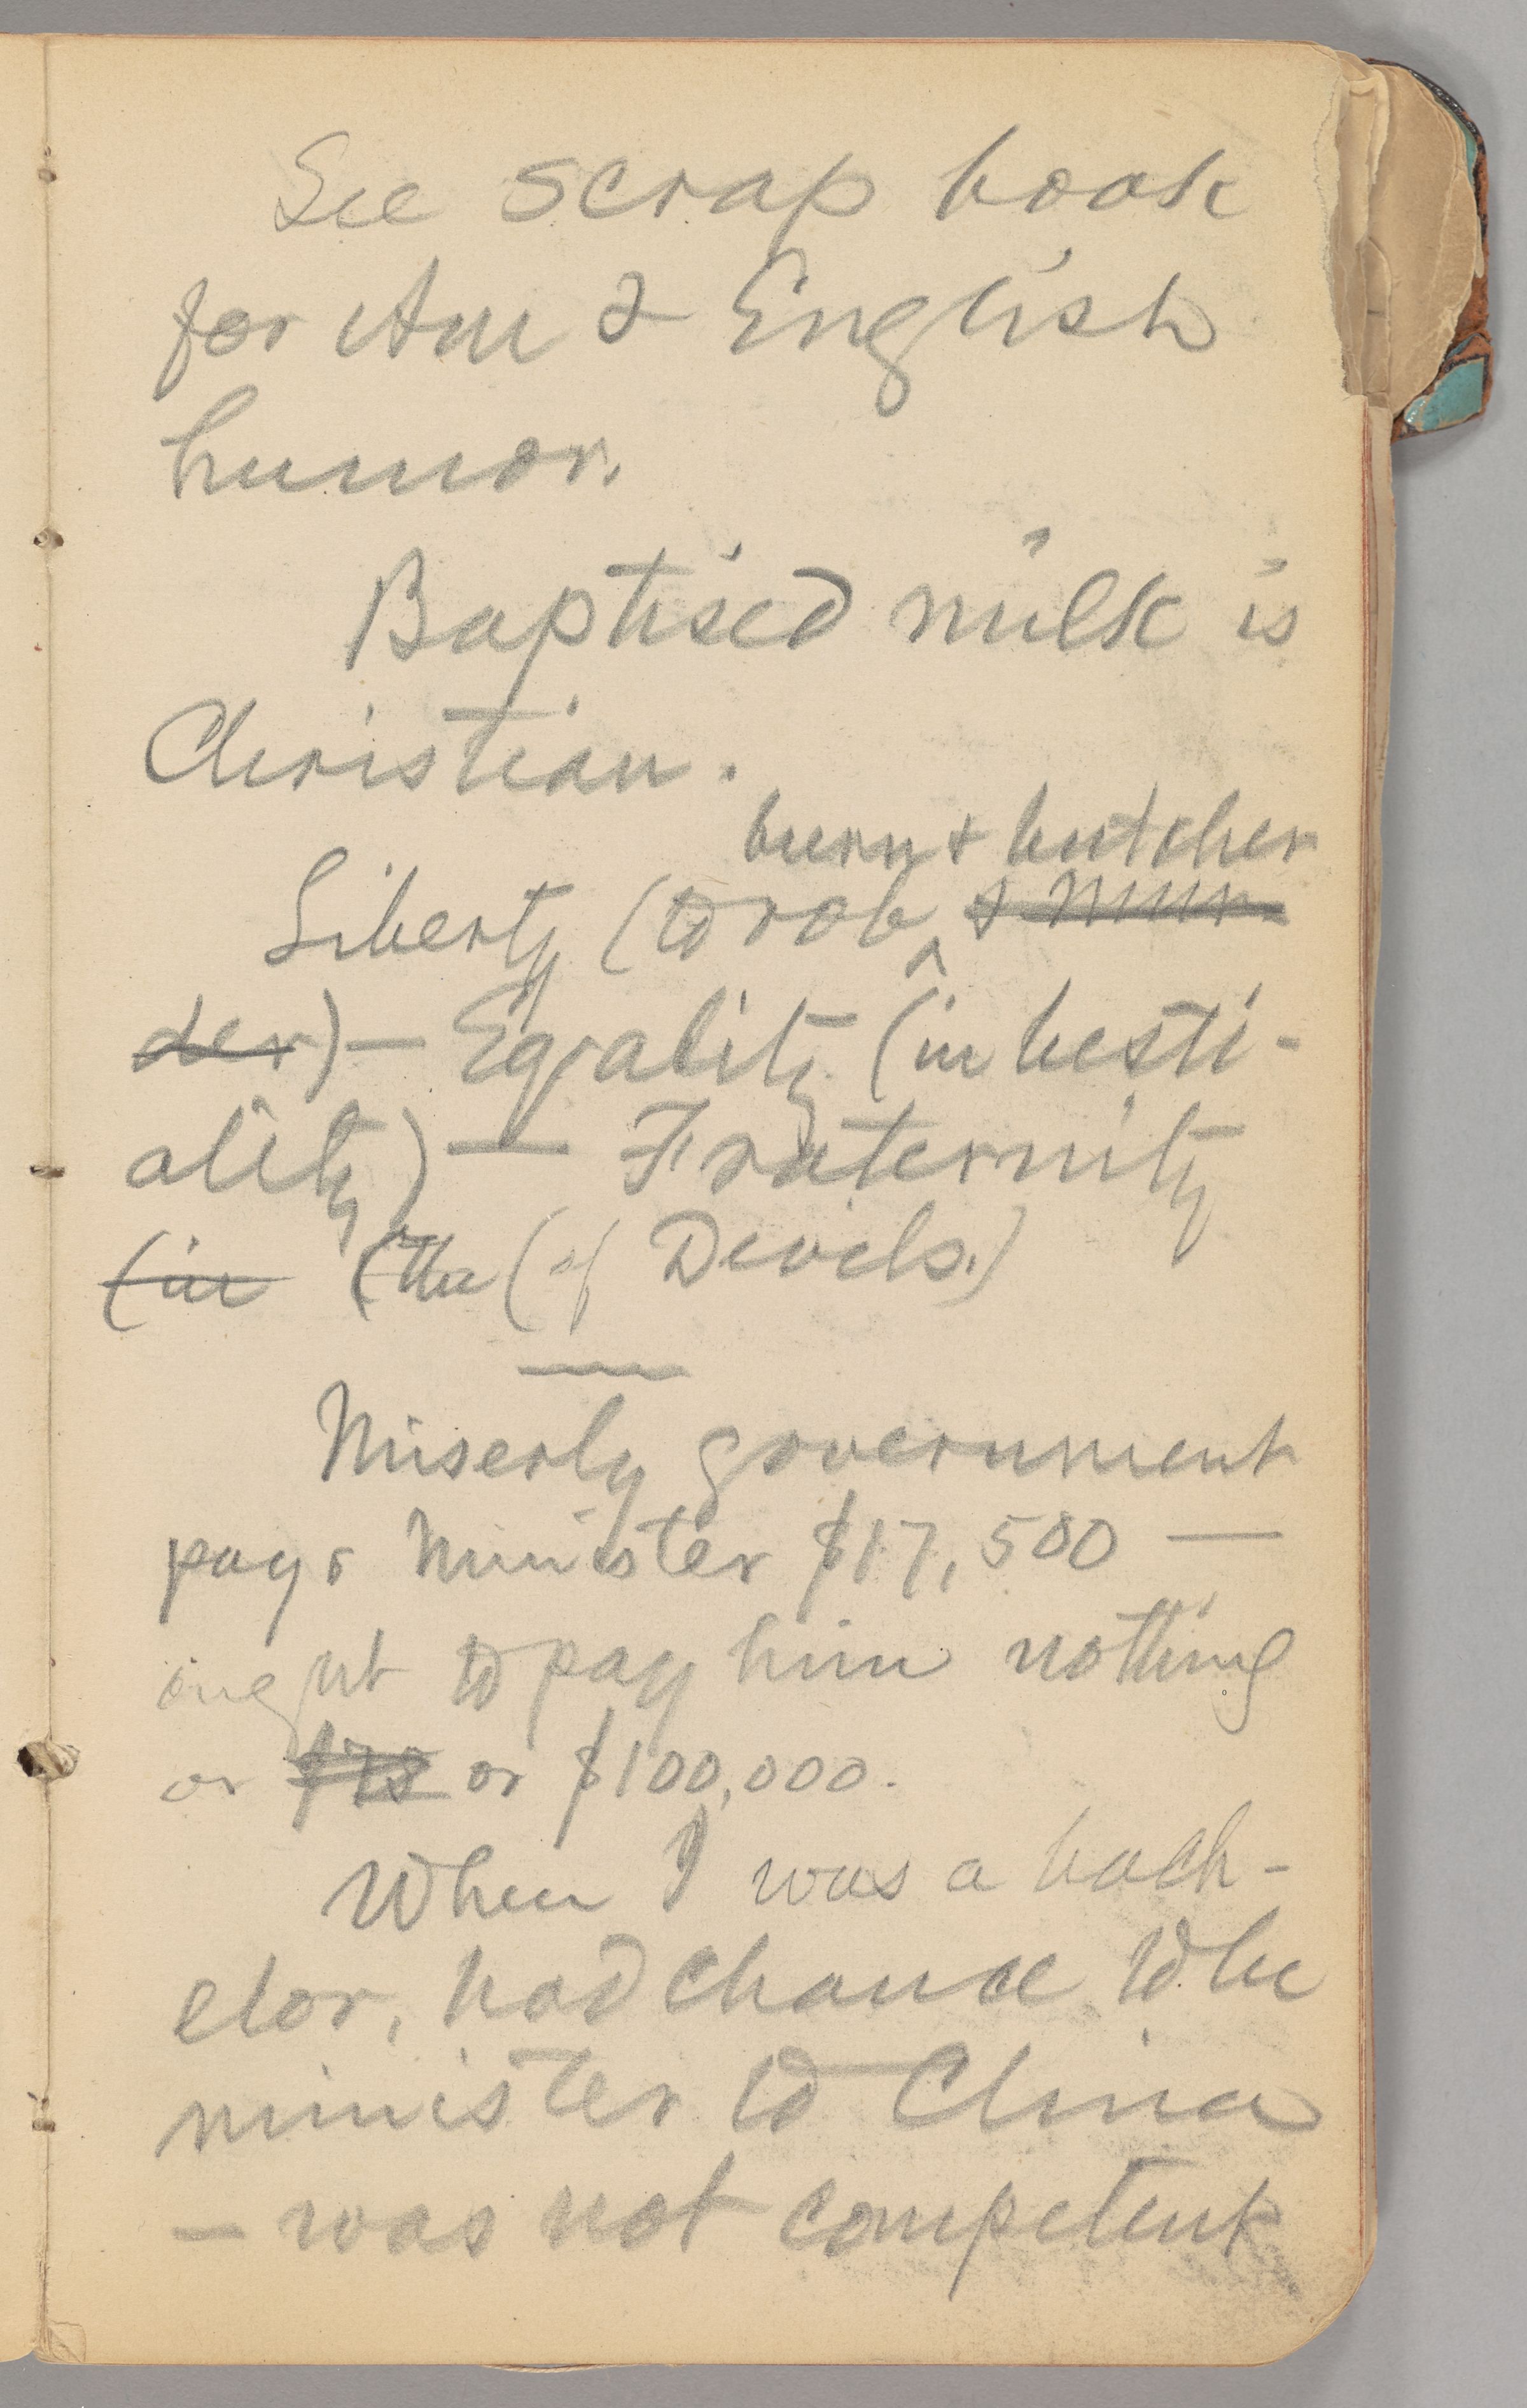 See scrap book
for Am & English
humor.
Baptised milk is
Christian.
burn & butcher
Liberty (to rob ^ & mur-
der) — Equality (in besti-
ality) — Fraternity
(in (the (of Devils.)
Miserly government
pays minister $17,500 —
ought to pay him nothing
or or $100,000.
When I was a bach-
elor, had chance to be
minister to China
— was not competent